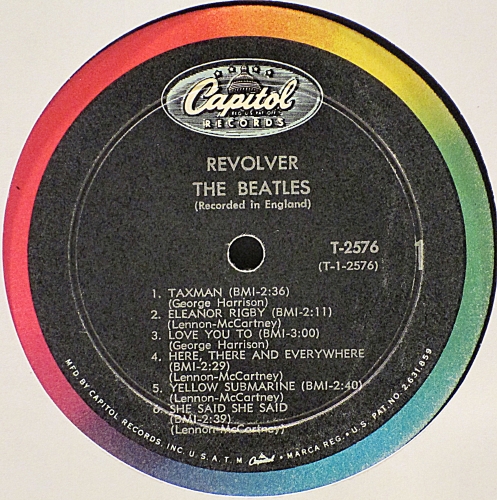 Capitol
REG. U.S. PAT. OFF.
RECORDS
REVOLVER
THE BEATLES
(Recorded in England)
T-2576
(T-1-2576)
1
1. TAXMAN (BMI-2:36)
(George Harrison)
2. ELEANOR RIGBY (BMI-2:11)
(Lennon-McCartney)
3. LOVE YOU TO (BMI-3:00)
(George Harrison)
4. HERE, THERE AND EVERYWHERE
(BMI-2:29)
(Lennon-McCartney)
5. YELLOW SUBMARINE (BMI-2:40)
(Lennon-McCartney)
6. SHE SAID SHE SAID
(BMI-2:39)
(Lennon-McCartney)
MFD BY CAPITOL RECORDS, INC. U.S.A. T.M. Capitol • MARCA REG. • U.S. PAT. NO. 2,631,859